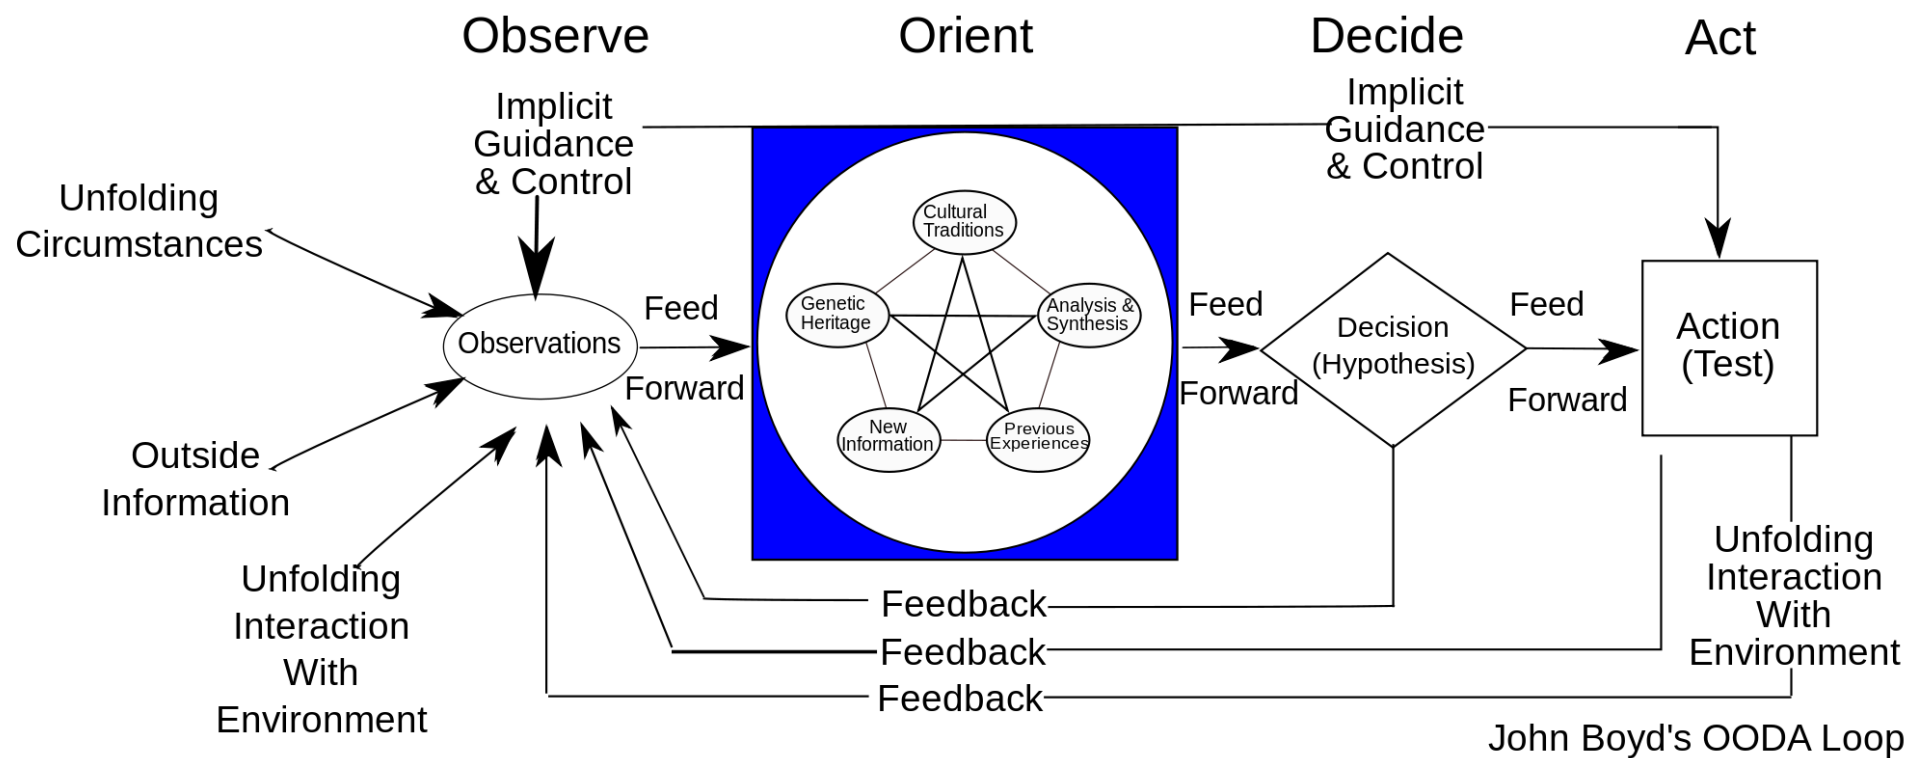 Observe
Orient
Decide
Act
Implicit
Guidance
& Control
Implicit
Guidance
& Control
Unfolding
Circumstances
Observations
Feed
Forward
Cultural
Traditions
Genetic
Heritage
Analysis &
Synthesis
New
Information
Previous
Experiences
Feed
Forward
Decision
(Hypothesis)
Feed
Forward
Action
(Test)
Outside
Information
Unfolding
Interaction
With
Environment
Feedback
Feedback
Feedback
Unfolding
Interaction
With
Environment
John Boyd's OODA Loop